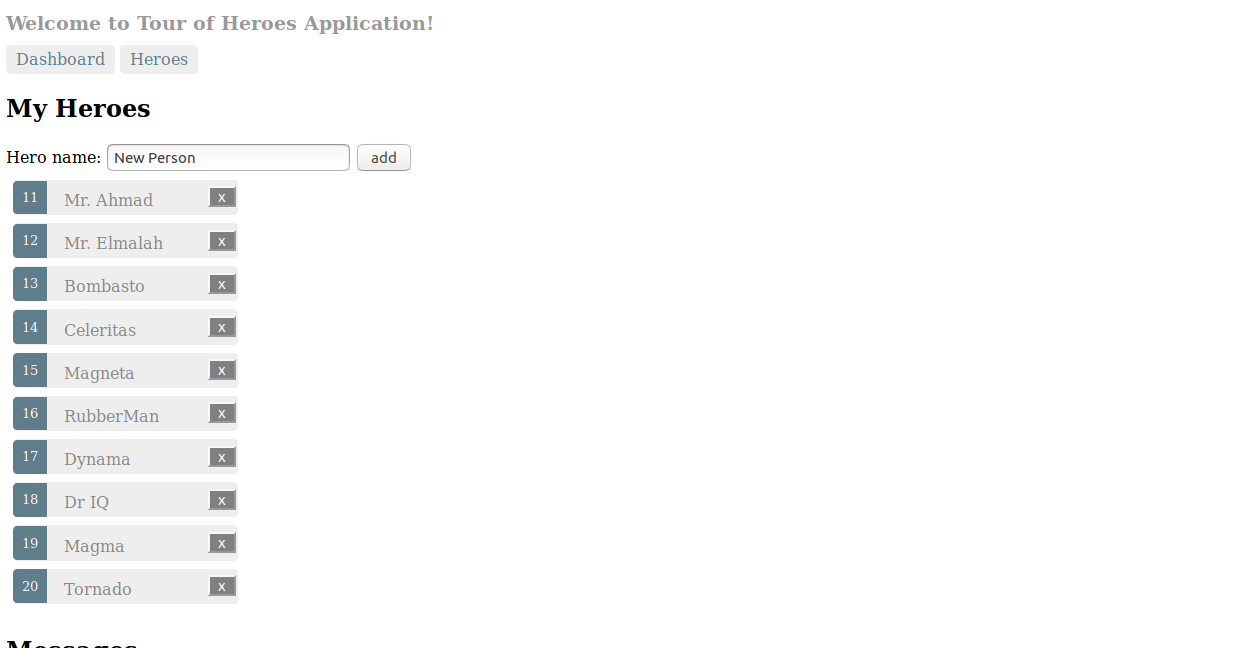 Welcome to Tour of Heroes Application!
Dashboard Heroes
My Heroes
Hero name: New Person add
11 Mr. Ahmad x
12 Mr. Elmalah x
13 Bombasto x
14 Celeritas x
15 Magneta x
16 RubberMan x
17 Dynama x
18 Dr IQ x
19 Magma x
20 Tornado x
Messages